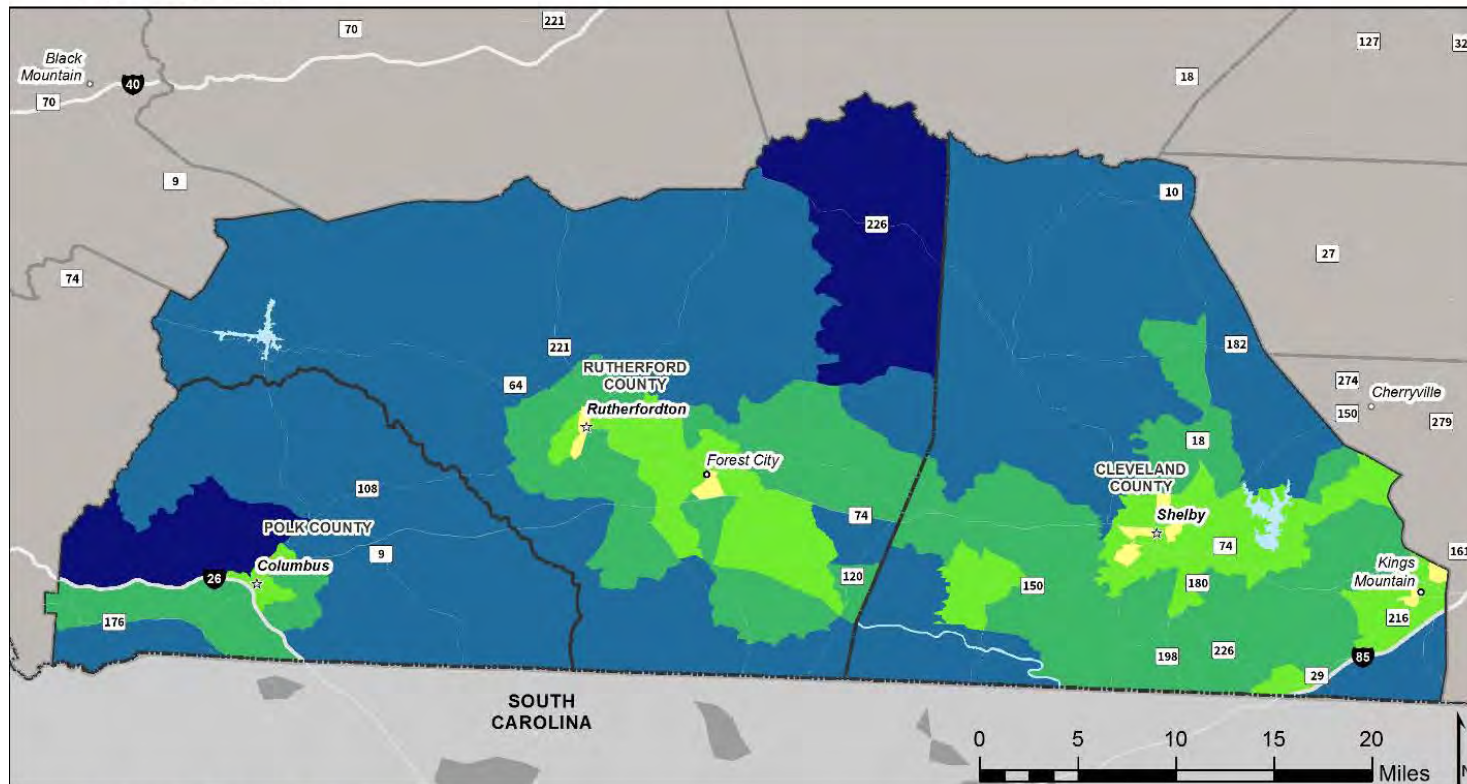 221
70
127
32
Black
Mountain
40
18
70
9
10
226
27
74
182
221
RUTHERFORD
COUNTY
64
274
Cherryville
150
279
Rutherfordton
18
Forest City
CLEVELAND
COUNTY
108
74
Shelby
POLK COUNTY
9
74
161
Columbus
26
120
150
180
Kings
Mountain
176
216
198
226
85
29
SOUTH
CAROLINA
0 5 10 15 20
Miles
N